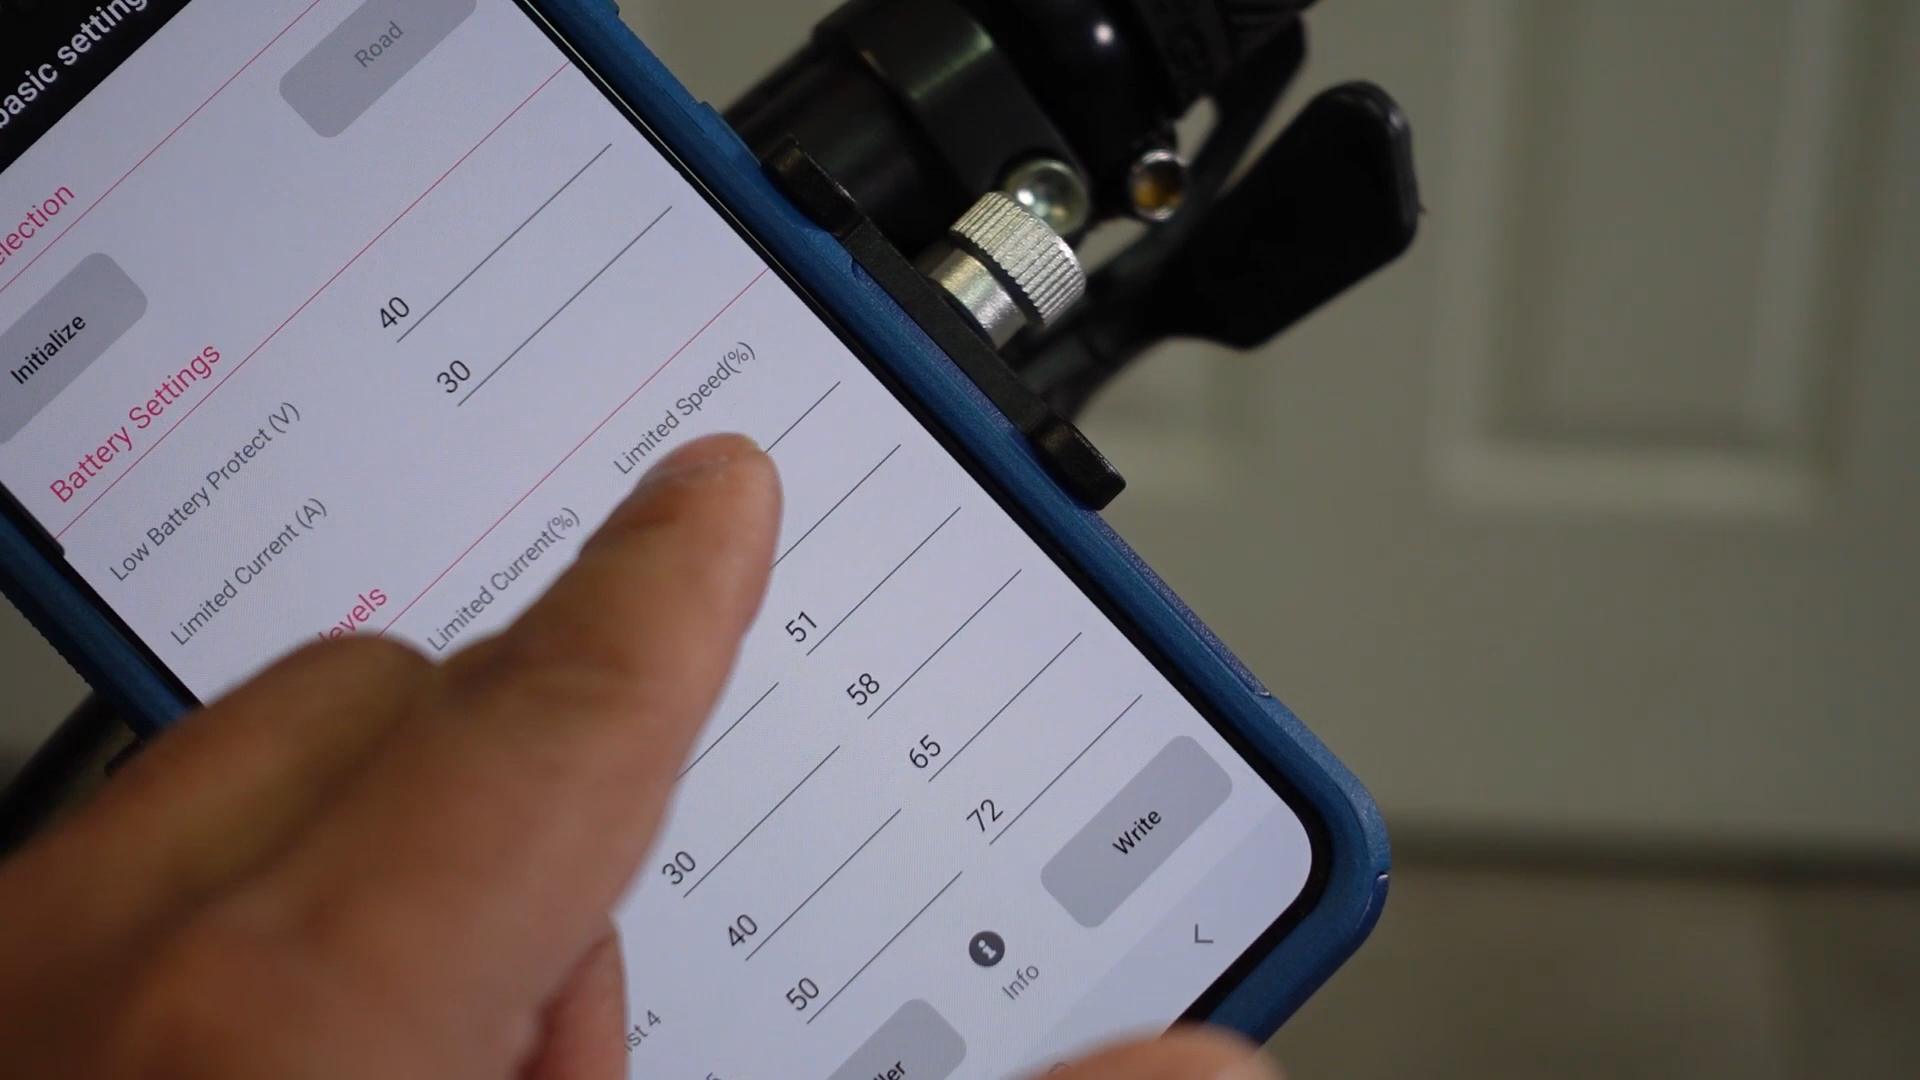 basic setting
election
Initialize
Road
Battery Settings
Low Battery Protect (V) 40
Limited Current (A) 30
levels
Limited Current(%) Limited Speed(%)
51
58
30 65
40 72
st 4 50
ller
Write
Info